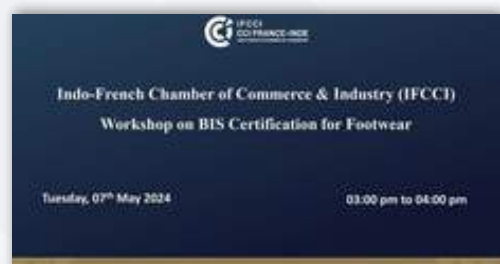 IFCCI
CCI FRANCE-INDE
Indo-French Chamber of Commerce & Industry (IFCCI)
Workshop on BIS Certification for Footwear
Tuesday, 07th May 2024
03:00 pm to 04:00 pm